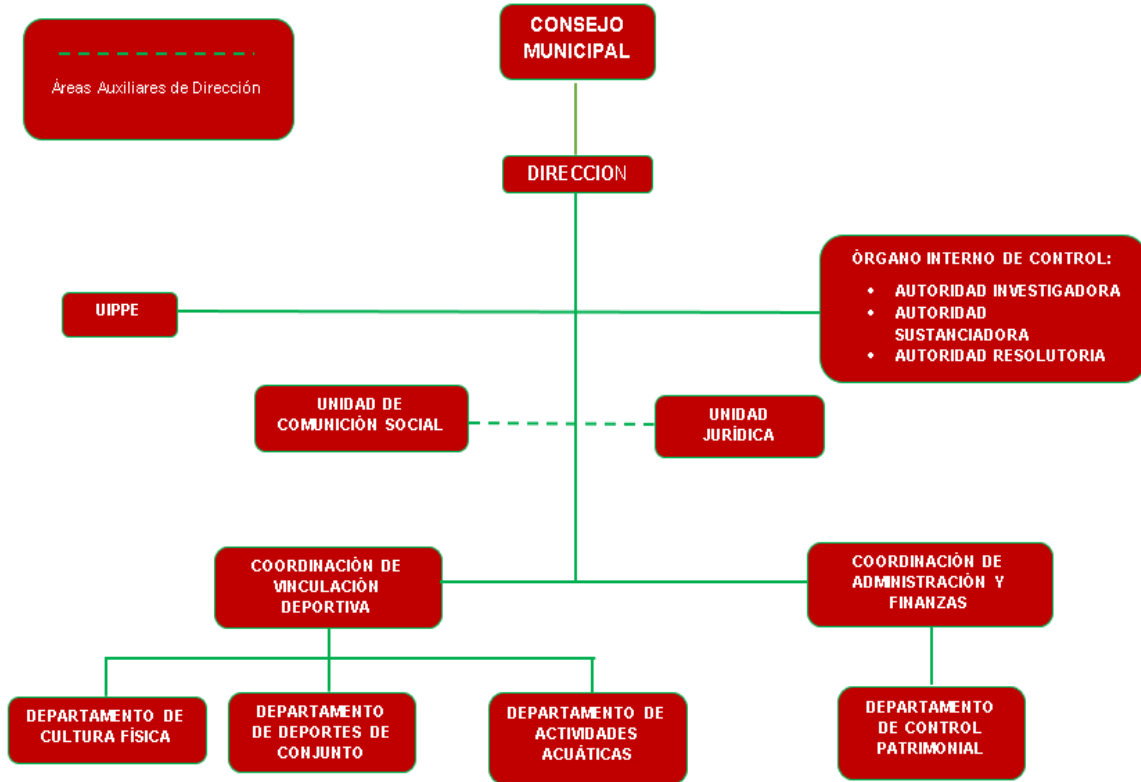 CONSEJO
MUNICIPAL
Áreas Auxiliares de Dirección
DIRECCION
ÓRGANO INTERNO DE CONTROL:
• AUTORIDAD INVESTIGADORA
• AUTORIDAD
SUSTANCIADORA
• AUTORIDAD RESOLUTORIA
UIPPE
UNIDAD DE
COMUNICIÓN SOCIAL
UNIDAD
JURÍDICA
COORDINACIÓN DE
VINCULACIÓN
DEPORTIVA
COORDINACIÓN DE
ADMINISTRACIÓN Y
FINANZAS
DEPARTAMENTO DE
CULTURA FÍSICA
DEPARTAMENTO
DE DEPORTES DE
CONJUNTO
DEPARTAMENTO DE
ACTIVIDADES
ACUÁTICAS
DEPARTAMENTO
DE CONTROL
PATRIMONIAL